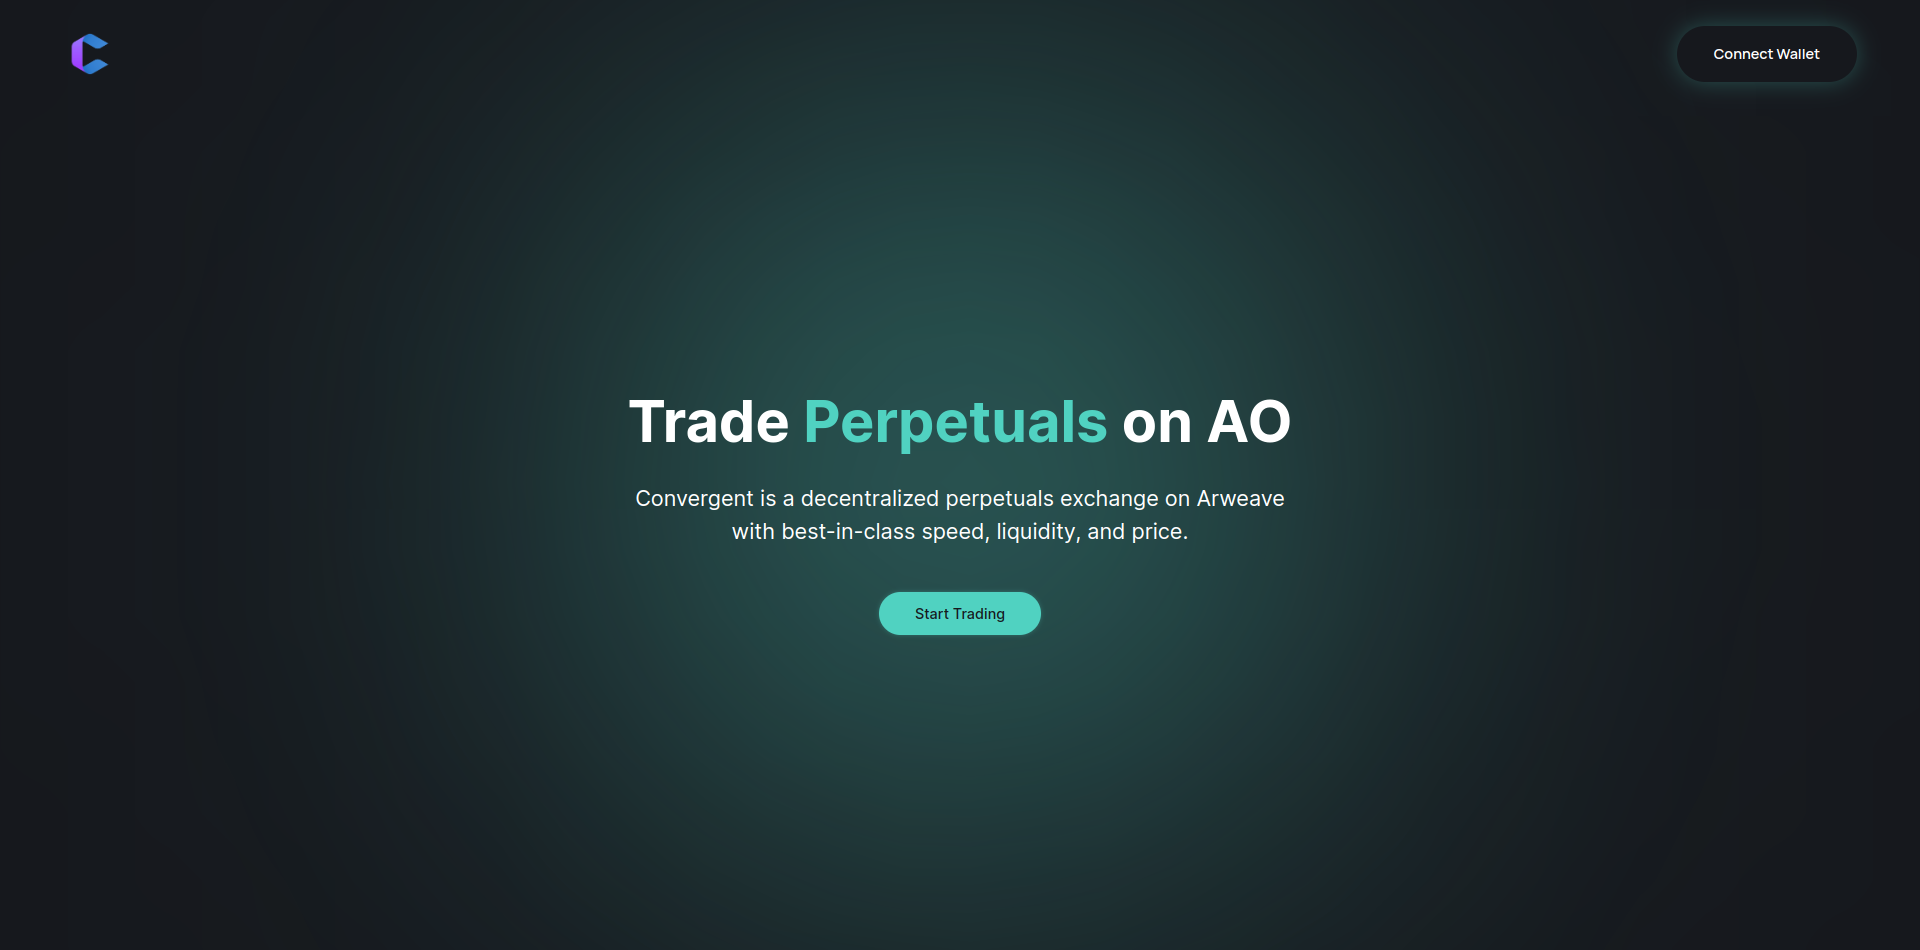 Connect Wallet
Trade Perpetuals on AO
Convergent is a decentralized perpetuals exchange on Arweave
with best-in-class speed, liquidity, and price.
Start Trading